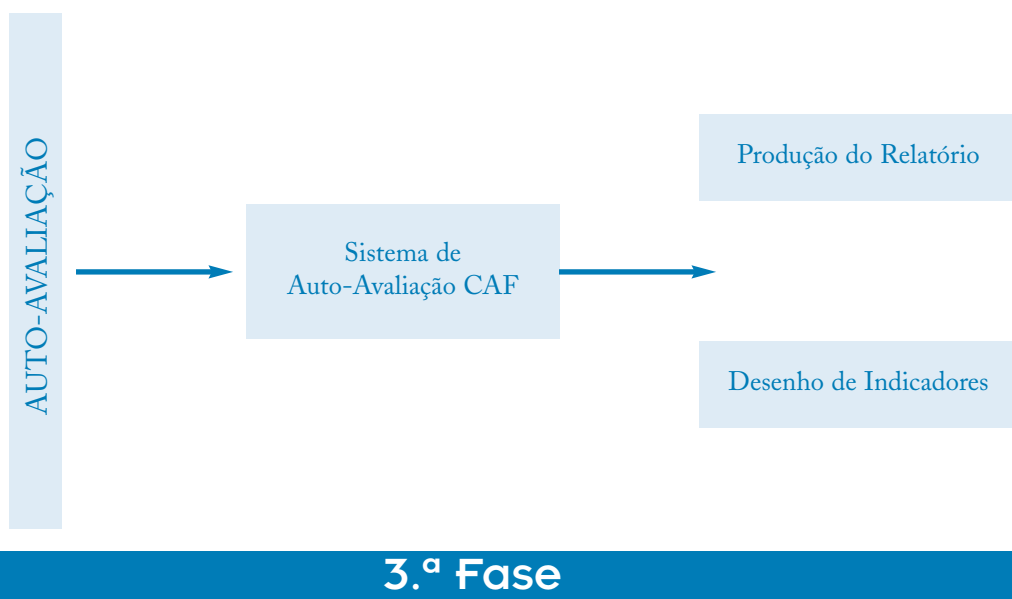 AUTO-AVALIAÇÃO
Sistema de
Auto-Avaliação CAF
Produção do Relatório
Desenho de Indicadores
3.ª Fase